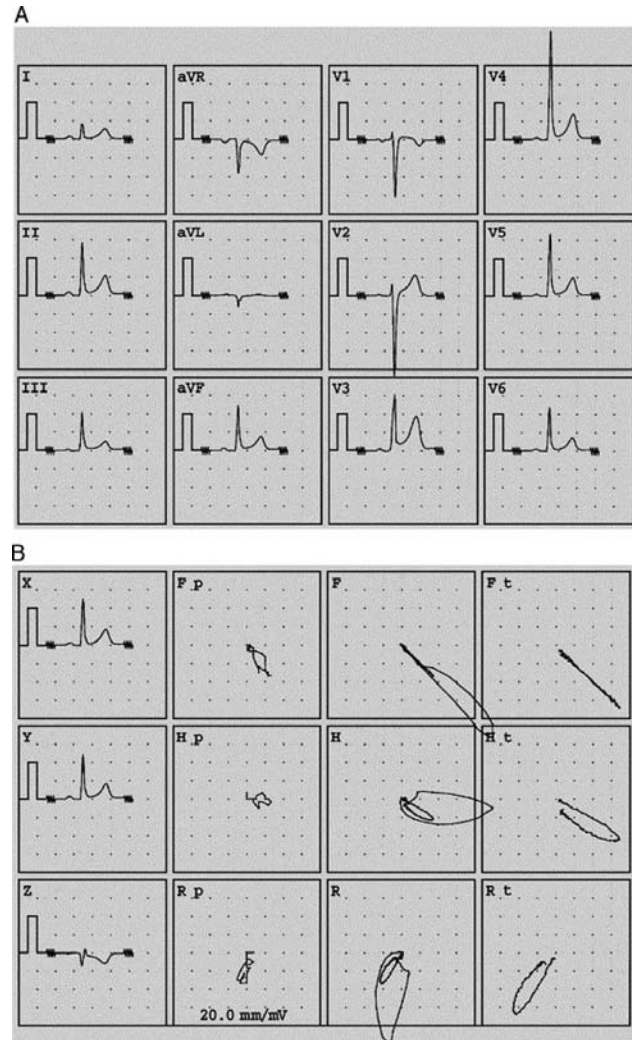 A
I aVR V1 V4
II aVL V2 V5
III aVF V3 V6
B
X F p F F t
Y H p H H t
Z R p R R t
20.0 mm/mV